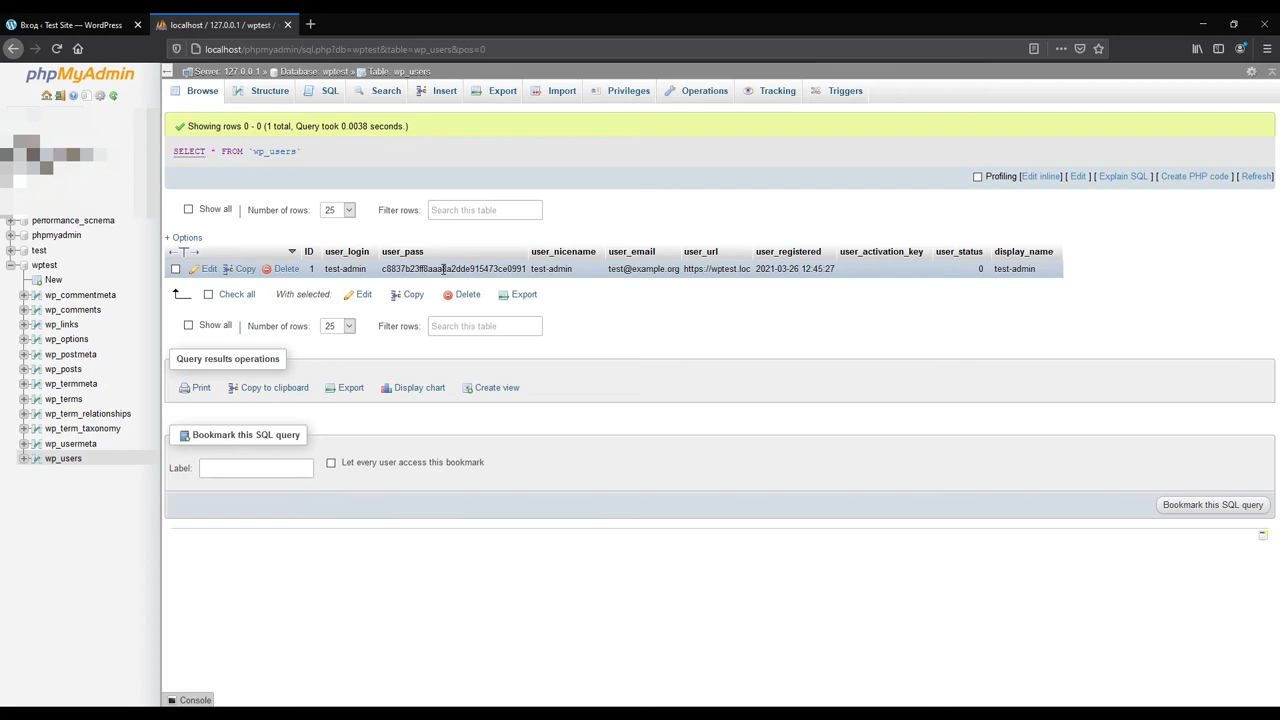 Вход ‹ Test Site — WordPress
localhost / 127.0.0.1 / wptest /
localhost/phpmyadmin/sql.php?db=wptest&table=wp_users&pos=0
phpMyAdmin
Server: 127.0.0.1 » Database: wptest » Table: wp_users
Browse Structure SQL Search Insert Export Import Privileges Operations Tracking Triggers
Showing rows 0 - 0 (1 total, Query took 0.0038 seconds.)
SELECT * FROM `wp_users`
Profiling [Edit inline] [ Edit ] [ Explain SQL ] [ Create PHP code ] [ Refresh]
Show all Number of rows: 25 Filter rows: Search this table
+ Options
ID user_login user_pass user_nicename user_email user_url user_registered user_activation_key user_status display_name
Edit Copy Delete 1 test-admin test-admin test@example.org https://wptest.loc 2021-03-26 12:45:27 0 test-admin
Check all With selected: Edit Copy Delete Export
Show all Number of rows: 25 Filter rows: Search this table
Query results operations
Print Copy to clipboard Export Display chart Create view
Bookmark this SQL query
Label: Let every user access this bookmark
Bookmark this SQL query
Console
performance_schema
phpmyadmin
test
wptest
New
wp_commentmeta
wp_comments
wp_links
wp_options
wp_postmeta
wp_posts
wp_termmeta
wp_terms
wp_term_relationships
wp_term_taxonomy
wp_usermeta
wp_users